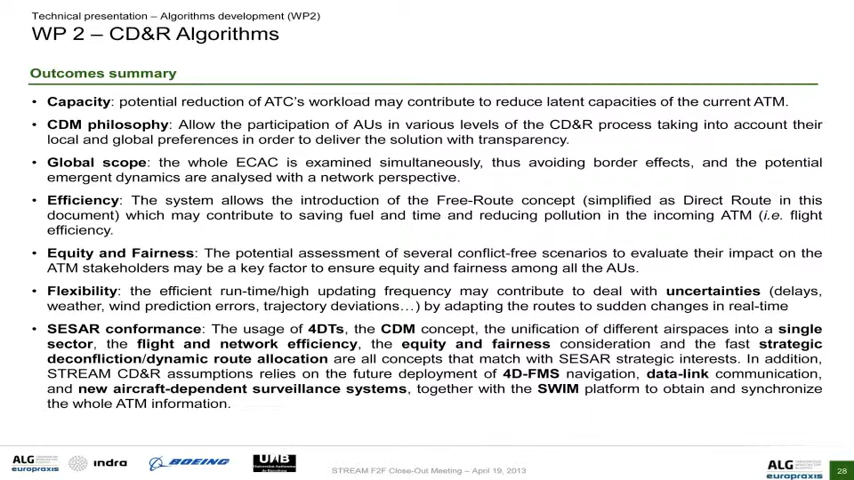 Technical presentation – Algorithms development (WP2)
WP 2 – CD&R Algorithms
Outcomes summary
• Capacity: potential reduction of ATC's workload may contribute to reduce latent capacities of the current ATM.
• CDM philosophy: Allow the participation of AUs in various levels of the CD&R process taking into account their
local and global preferences in order to deliver the solution with transparency.
• Global scope: the whole ECAC is examined simultaneously, thus avoiding border effects, and the potential
emergent dynamics are analysed with a network perspective.
• Efficiency: The system allows the introduction of the Free-Route concept (simplified as Direct Route in this
document) which may contribute to saving fuel and time and reducing pollution in the incoming ATM (i.e. flight
efficiency.
• Equity and Fairness: The potential assessment of several conflict-free scenarios to evaluate their impact on the
ATM stakeholders may be a key factor to ensure equity and fairness among all the AUs.
• Flexibility: the efficient run-time/high updating frequency may contribute to deal with uncertainties (delays,
weather, wind prediction errors, trajectory deviations…) by adapting the routes to sudden changes in real-time
• SESAR conformance: The usage of 4DTs, the CDM concept, the unification of different airspaces into a single
sector, the flight and network efficiency, the equity and fairness consideration and the fast strategic
deconfliction/dynamic route allocation are all concepts that match with SESAR strategic interests. In addition,
STREAM CD&R assumptions relies on the future deployment of 4D-FMS navigation, data-link communication,
and new aircraft-dependent surveillance systems, together with the SWIM platform to obtain and synchronize
the whole ATM information.
ALG europraxis indra BOEING UAB
STREAM F2F Close-Out Meeting – April 19, 2013
ALG europraxis 28